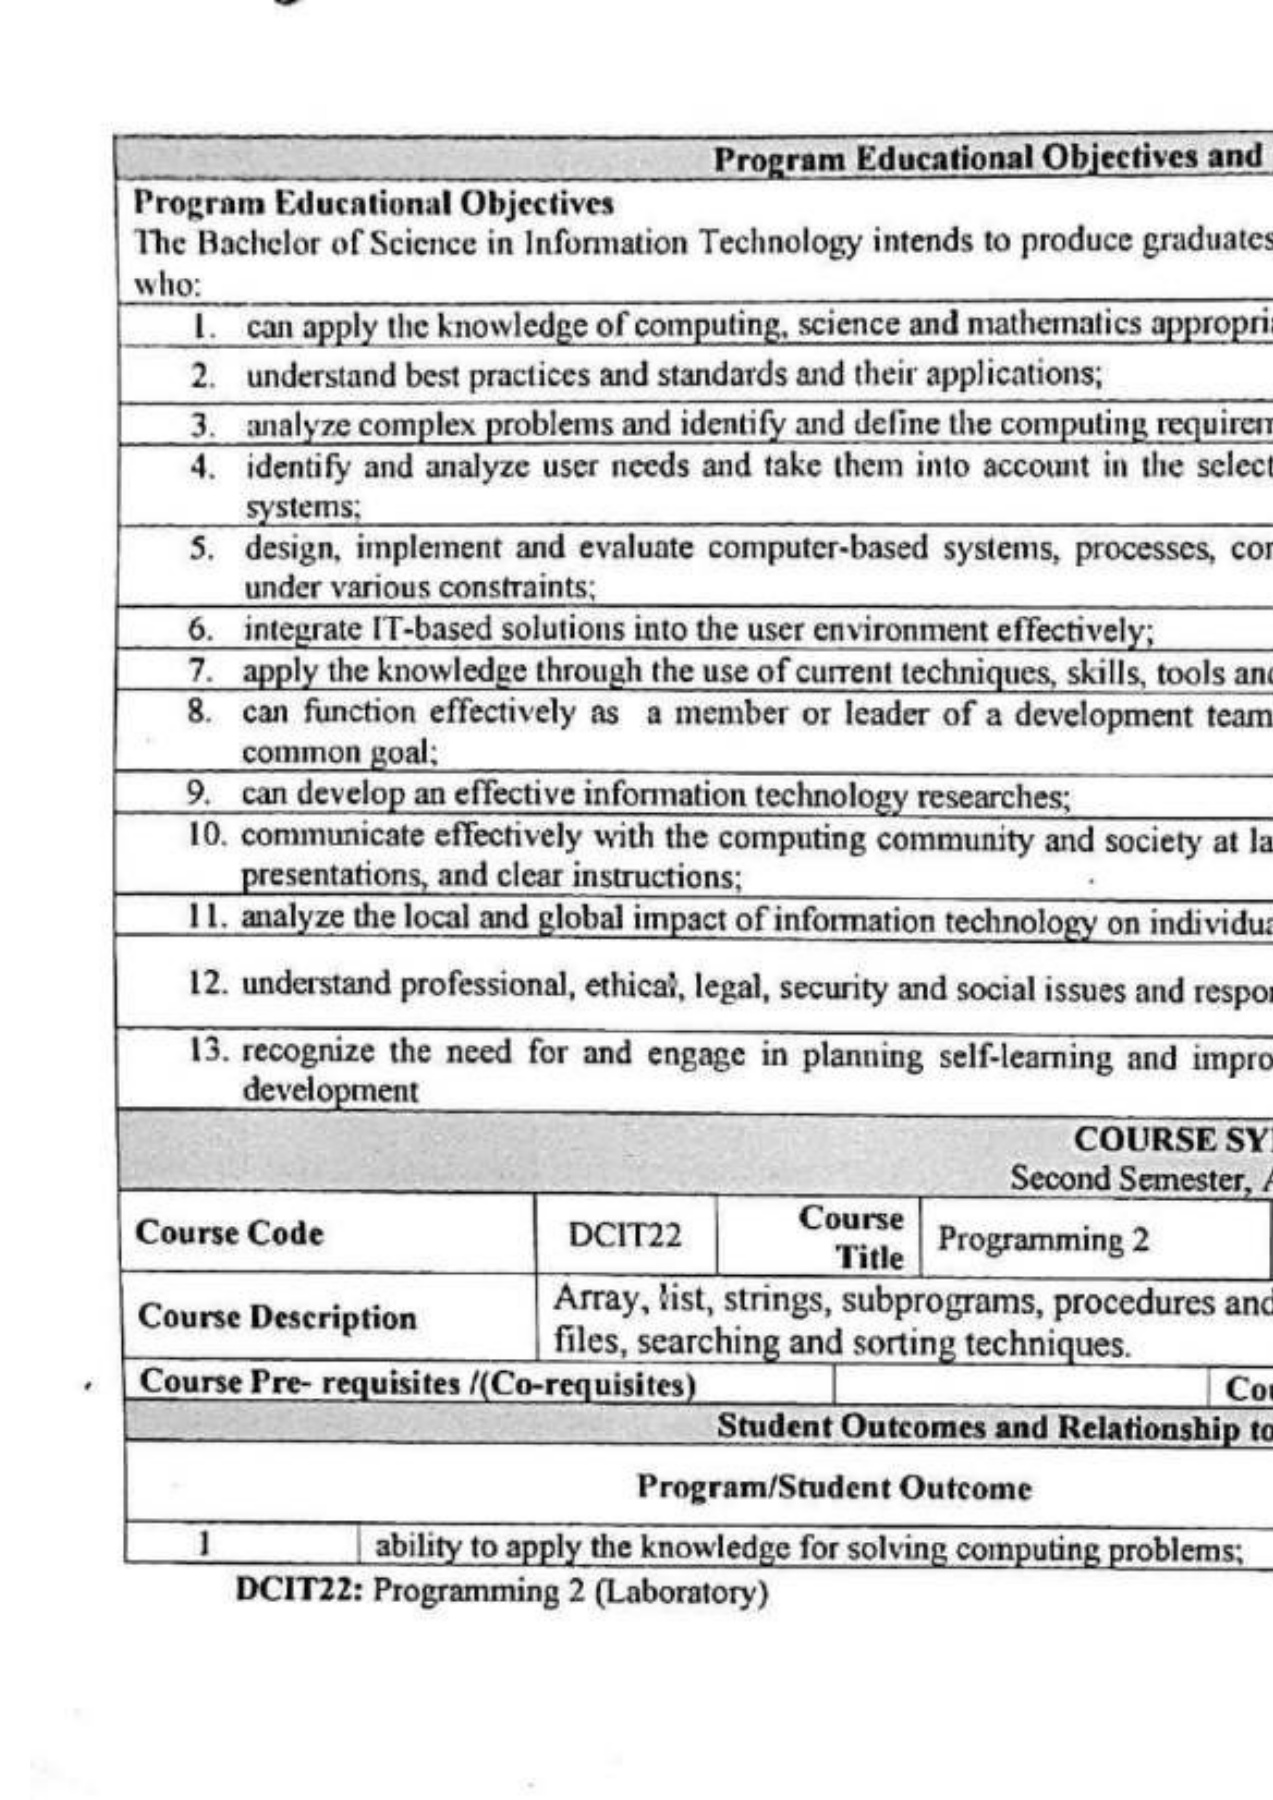 Program Educational Objectives and
Program Educational Objectives
The Bachelor of Science in Information Technology intends to produce graduates
who:
1. can apply the knowledge of computing, science and mathematics appropri
2. understand best practices and standards and their applications;
3. analyze complex problems and identify and define the computing requirem
4. identify and analyze user needs and take them into account in the select
systems;
5. design, implement and evaluate computer-based systems, processes, con
under various constraints;
6. integrate IT-based solutions into the user environment effectively;
7. apply the knowledge through the use of current techniques, skills, tools and
8. can function effectively as a member or leader of a development team
common goal;
9. can develop an effective information technology researches;
10. communicate effectively with the computing community and society at la
presentations, and clear instructions;
11. analyze the local and global impact of information technology on individua
12. understand professional, ethical, legal, security and social issues and respon
13. recognize the need for and engage in planning self-learning and impro
development
COURSE SY
Second Semester, A
Course Code DCIT22 Course Title Programming 2
Course Description Array, list, strings, subprograms, procedures and
files, searching and sorting techniques.
Course Pre- requisites /(Co-requisites) Cou
Student Outcomes and Relationship to
Program/Student Outcome
1 ability to apply the knowledge for solving computing problems;
DCIT22: Programming 2 (Laboratory)